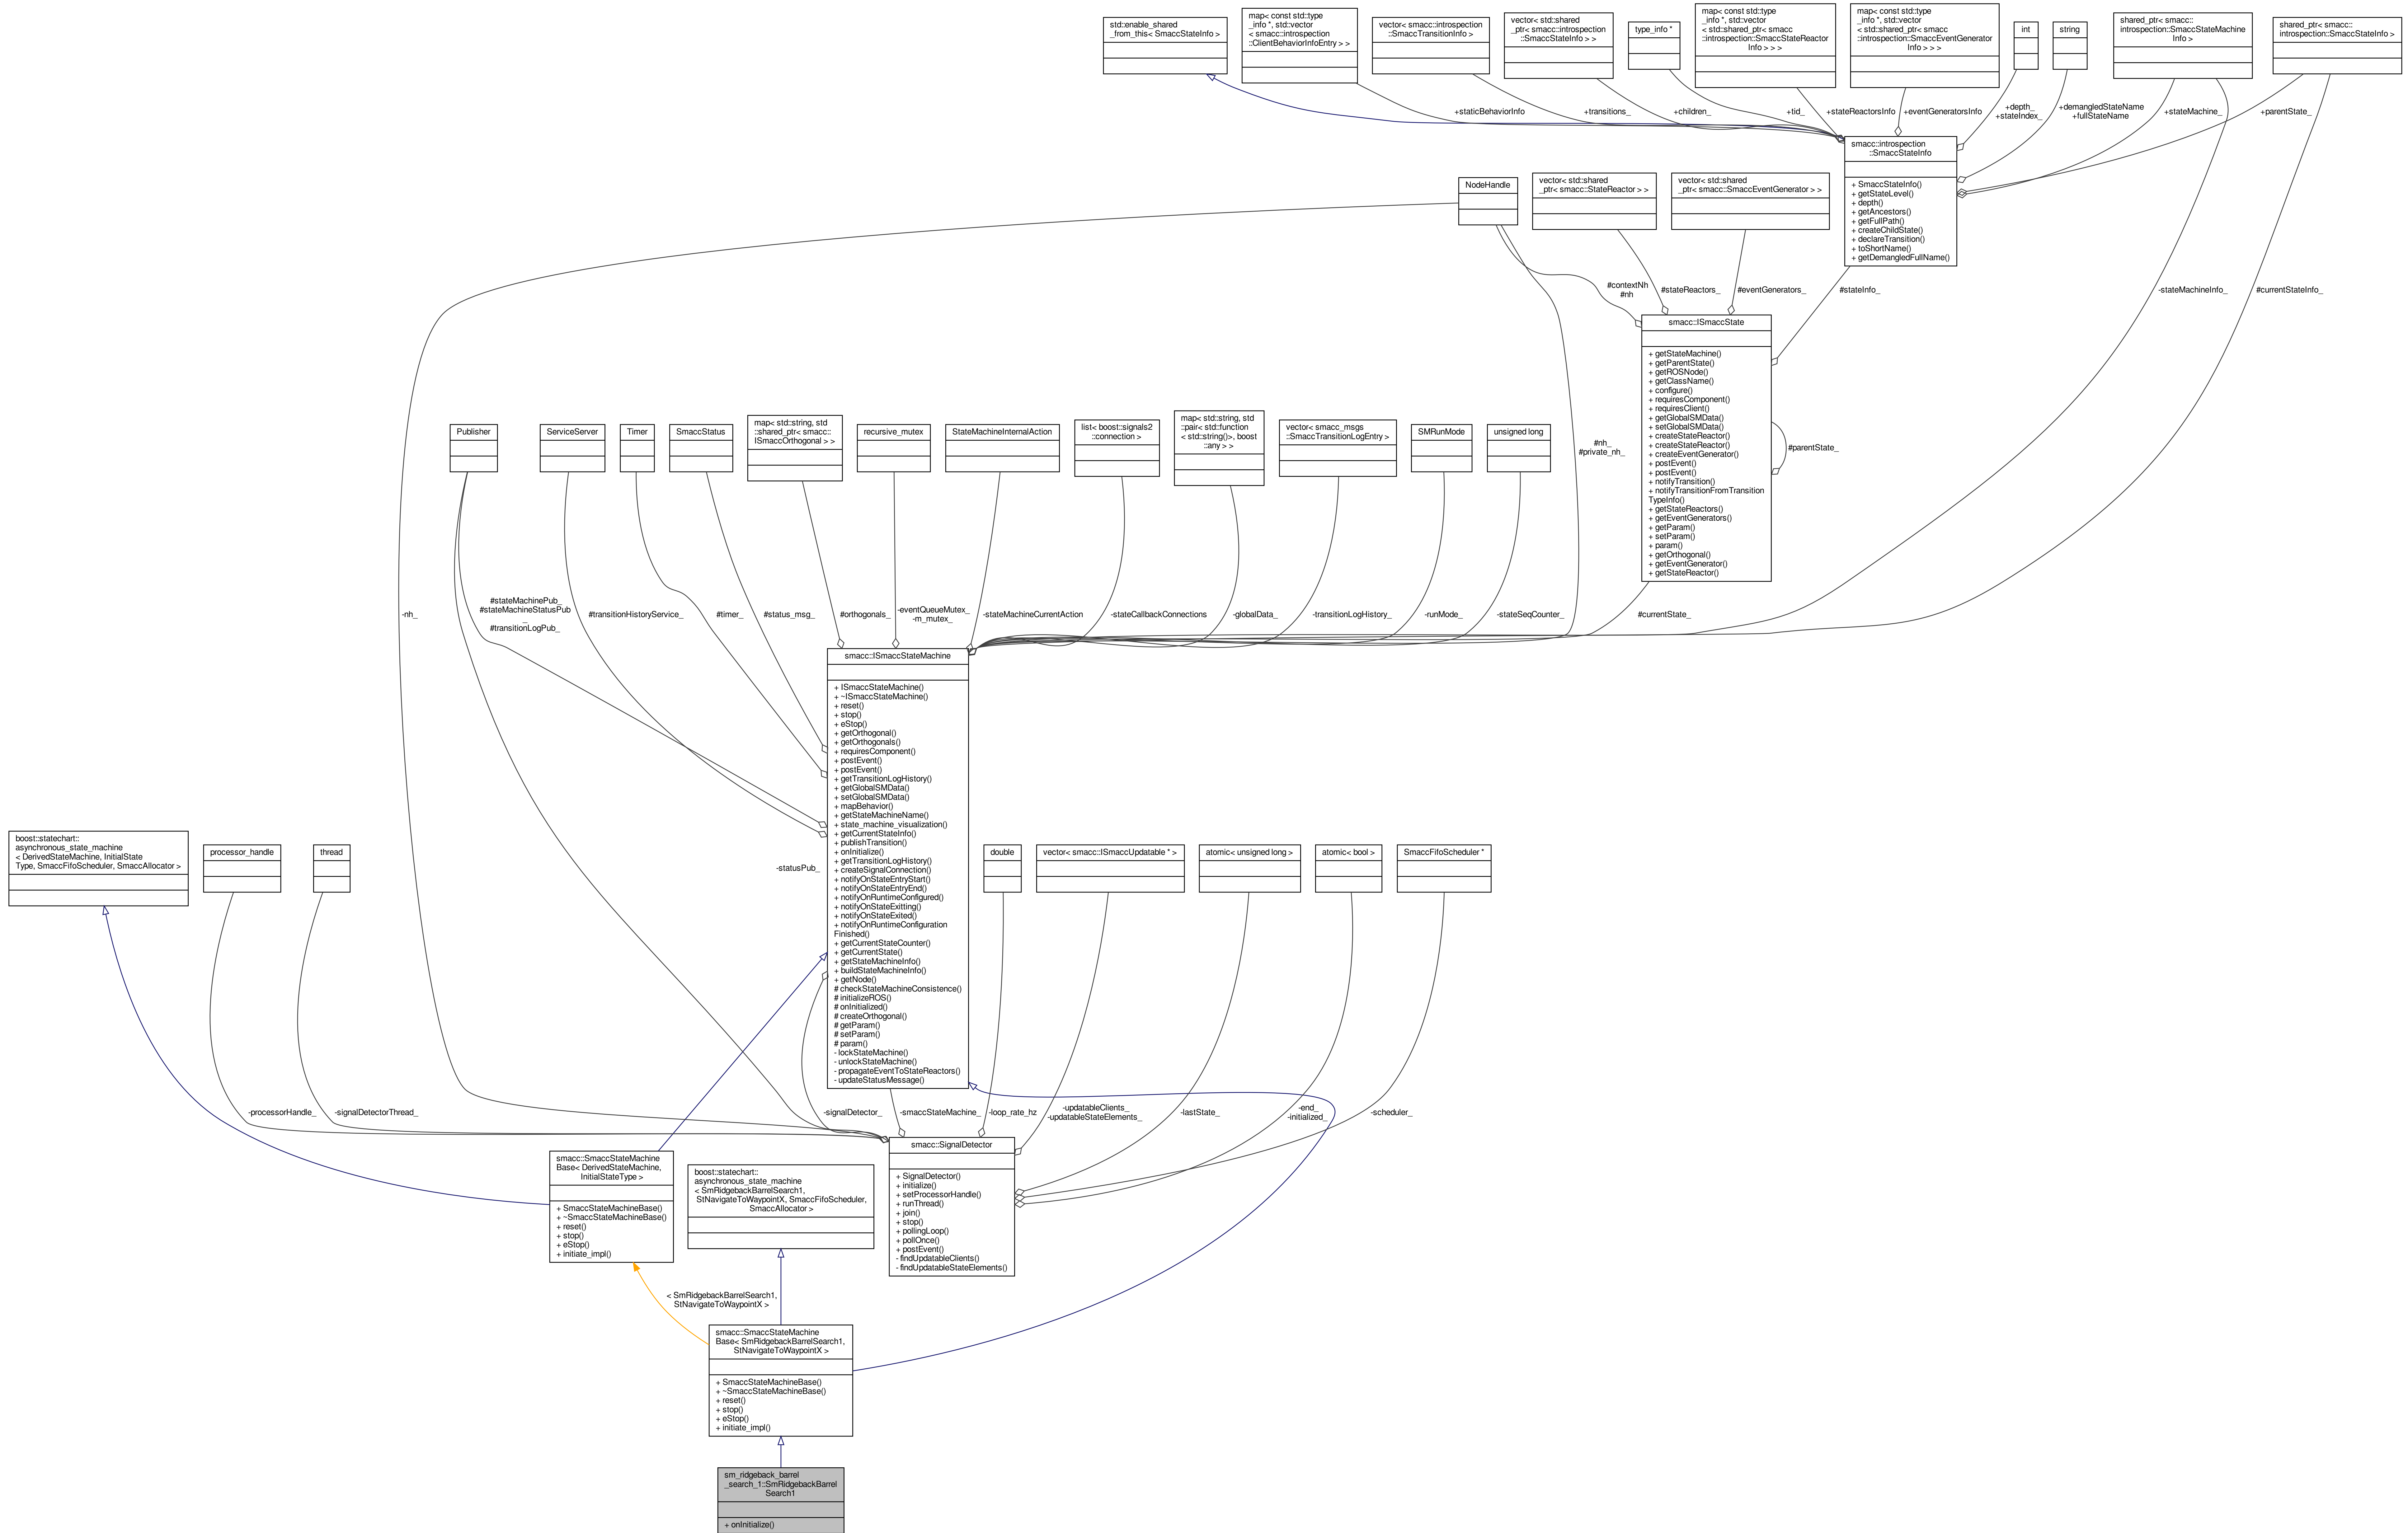 std::enable_shared
_from_this< SmaccStateInfo >
map< const std::type
_info *, std::vector
< smacc::introspection
::ClientBehaviorInfoEntry > >
vector< smacc::introspection
::SmaccTransitionInfo >
vector< std::shared
_ptr< smacc::introspection
::SmaccStateInfo > >
type_info *
map< const std::type
_info *, std::vector
< std::shared_ptr< smacc
::introspection::SmaccStateReactor
Info > > >
map< const std::type
_info *, std::vector
< std::shared_ptr< smacc
::introspection::SmaccEventGenerator
Info > > >
int
string
shared_ptr< smacc::
introspection::SmaccStateMachine
Info >
shared_ptr< smacc::
introspection::SmaccStateInfo >
+staticBehaviorInfo
+transitions_
+children_
+tid_
+stateReactorsInfo
+eventGeneratorsInfo
+depth_
+stateIndex_
+demangledStateName
+fullStateName
+stateMachine_
+parentState_
smacc::introspection
::SmaccStateInfo
+ SmaccStateInfo()
+ getStateLevel()
+ depth()
+ getAncestors()
+ getFullPath()
+ createChildState()
+ declareTransition()
+ toShortName()
+ getDemangledFullName()
NodeHandle
vector< std::shared
_ptr< smacc::StateReactor > >
vector< std::shared
_ptr< smacc::SmaccEventGenerator > >
#contextNh
#nh
#stateReactors_
#eventGenerators_
#stateInfo_
-stateMachineInfo_
#currentStateInfo_
smacc::ISmaccState
+ getStateMachine()
+ getParentState()
+ getROSNode()
+ getClassName()
+ configure()
+ requiresComponent()
+ requiresClient()
+ getGlobalSMData()
+ setGlobalSMData()
+ createStateReactor()
+ createStateReactor()
+ createEventGenerator()
+ postEvent()
+ postEvent()
+ notifyTransition()
+ notifyTransitionFromTransition
TypeInfo()
+ getStateReactors()
+ getEventGenerators()
+ getParam()
+ setParam()
+ param()
+ getOrthogonal()
+ getEventGenerator()
+ getStateReactor()
#parentState_
Publisher
ServiceServer
Timer
SmaccStatus
map< std::string, std
::shared_ptr< smacc::
ISmaccOrthogonal > >
recursive_mutex
StateMachineInternalAction
list< boost::signals2
::connection >
map< std::string, std
::pair< std::function
< std::string()>, boost
::any > >
vector< smacc_msgs
::SmaccTransitionLogEntry >
SMRunMode
unsigned long
#nh_
#private_nh_
-nh_
#stateMachinePub_
#stateMachineStatusPub
_
#transitionLogPub_
#transitionHistoryService_
#timer_
#status_msg_
#orthogonals_
-eventQueueMutex_
-m_mutex_
-stateMachineCurrentAction
-stateCallbackConnections
-globalData_
-transitionLogHistory_
-runMode_
-stateSeqCounter_
#currentState_
smacc::ISmaccStateMachine
+ ISmaccStateMachine()
+ ~ISmaccStateMachine()
+ reset()
+ stop()
+ eStop()
+ getOrthogonal()
+ getOrthogonals()
+ requiresComponent()
+ postEvent()
+ postEvent()
+ getTransitionLogHistory()
+ getGlobalSMData()
+ setGlobalSMData()
+ mapBehavior()
+ getStateMachineName()
+ state_machine_visualization()
+ getCurrentStateInfo()
+ publishTransition()
+ onInitialize()
+ getTransitionLogHistory()
+ createSignalConnection()
+ notifyOnStateEntryStart()
+ notifyOnStateEntryEnd()
+ notifyOnRuntimeConfigured()
+ notifyOnStateExitting()
+ notifyOnStateExited()
+ notifyOnRuntimeConfiguration
Finished()
+ getCurrentStateCounter()
+ getCurrentState()
+ getStateMachineInfo()
+ buildStateMachineInfo()
+ getNode()
# checkStateMachineConsistence()
# initializeROS()
# onInitialized()
# createOrthogonal()
# getParam()
# setParam()
# param()
- lockStateMachine()
- unlockStateMachine()
- propagateEventToStateReactors()
- updateStatusMessage()
boost::statechart::
asynchronous_state_machine
< DerivedStateMachine, InitialState
Type, SmaccFifoScheduler, SmaccAllocator >
processor_handle
thread
-statusPub_
double
vector< smacc::ISmaccUpdatable * >
atomic< unsigned long >
atomic< bool >
SmaccFifoScheduler *
-processorHandle_
-signalDetectorThread_
-signalDetector_
-smaccStateMachine_
-loop_rate_hz
-updatableClients_
-updatableStateElements_
-lastState_
-end_
-initialized_
-scheduler_
smacc::SmaccStateMachine
Base< DerivedStateMachine,
InitialStateType >
+ SmaccStateMachineBase()
+ ~SmaccStateMachineBase()
+ reset()
+ stop()
+ eStop()
+ initiate_impl()
boost::statechart::
asynchronous_state_machine
< SmRidgebackBarrelSearch1,
StNavigateToWaypointX, SmaccFifoScheduler,
SmaccAllocator >
smacc::SignalDetector
+ SignalDetector()
+ initialize()
+ setProcessorHandle()
+ runThread()
+ join()
+ stop()
+ pollingLoop()
+ pollOnce()
+ postEvent()
- findUpdatableClients()
- findUpdatableStateElements()
< SmRidgebackBarrelSearch1,
StNavigateToWaypointX >
smacc::SmaccStateMachine
Base< SmRidgebackBarrelSearch1,
StNavigateToWaypointX >
+ SmaccStateMachineBase()
+ ~SmaccStateMachineBase()
+ reset()
+ stop()
+ eStop()
+ initiate_impl()
sm_ridgeback_barrel
_search_1::SmRidgebackBarrel
Search1
+ onInitialize()